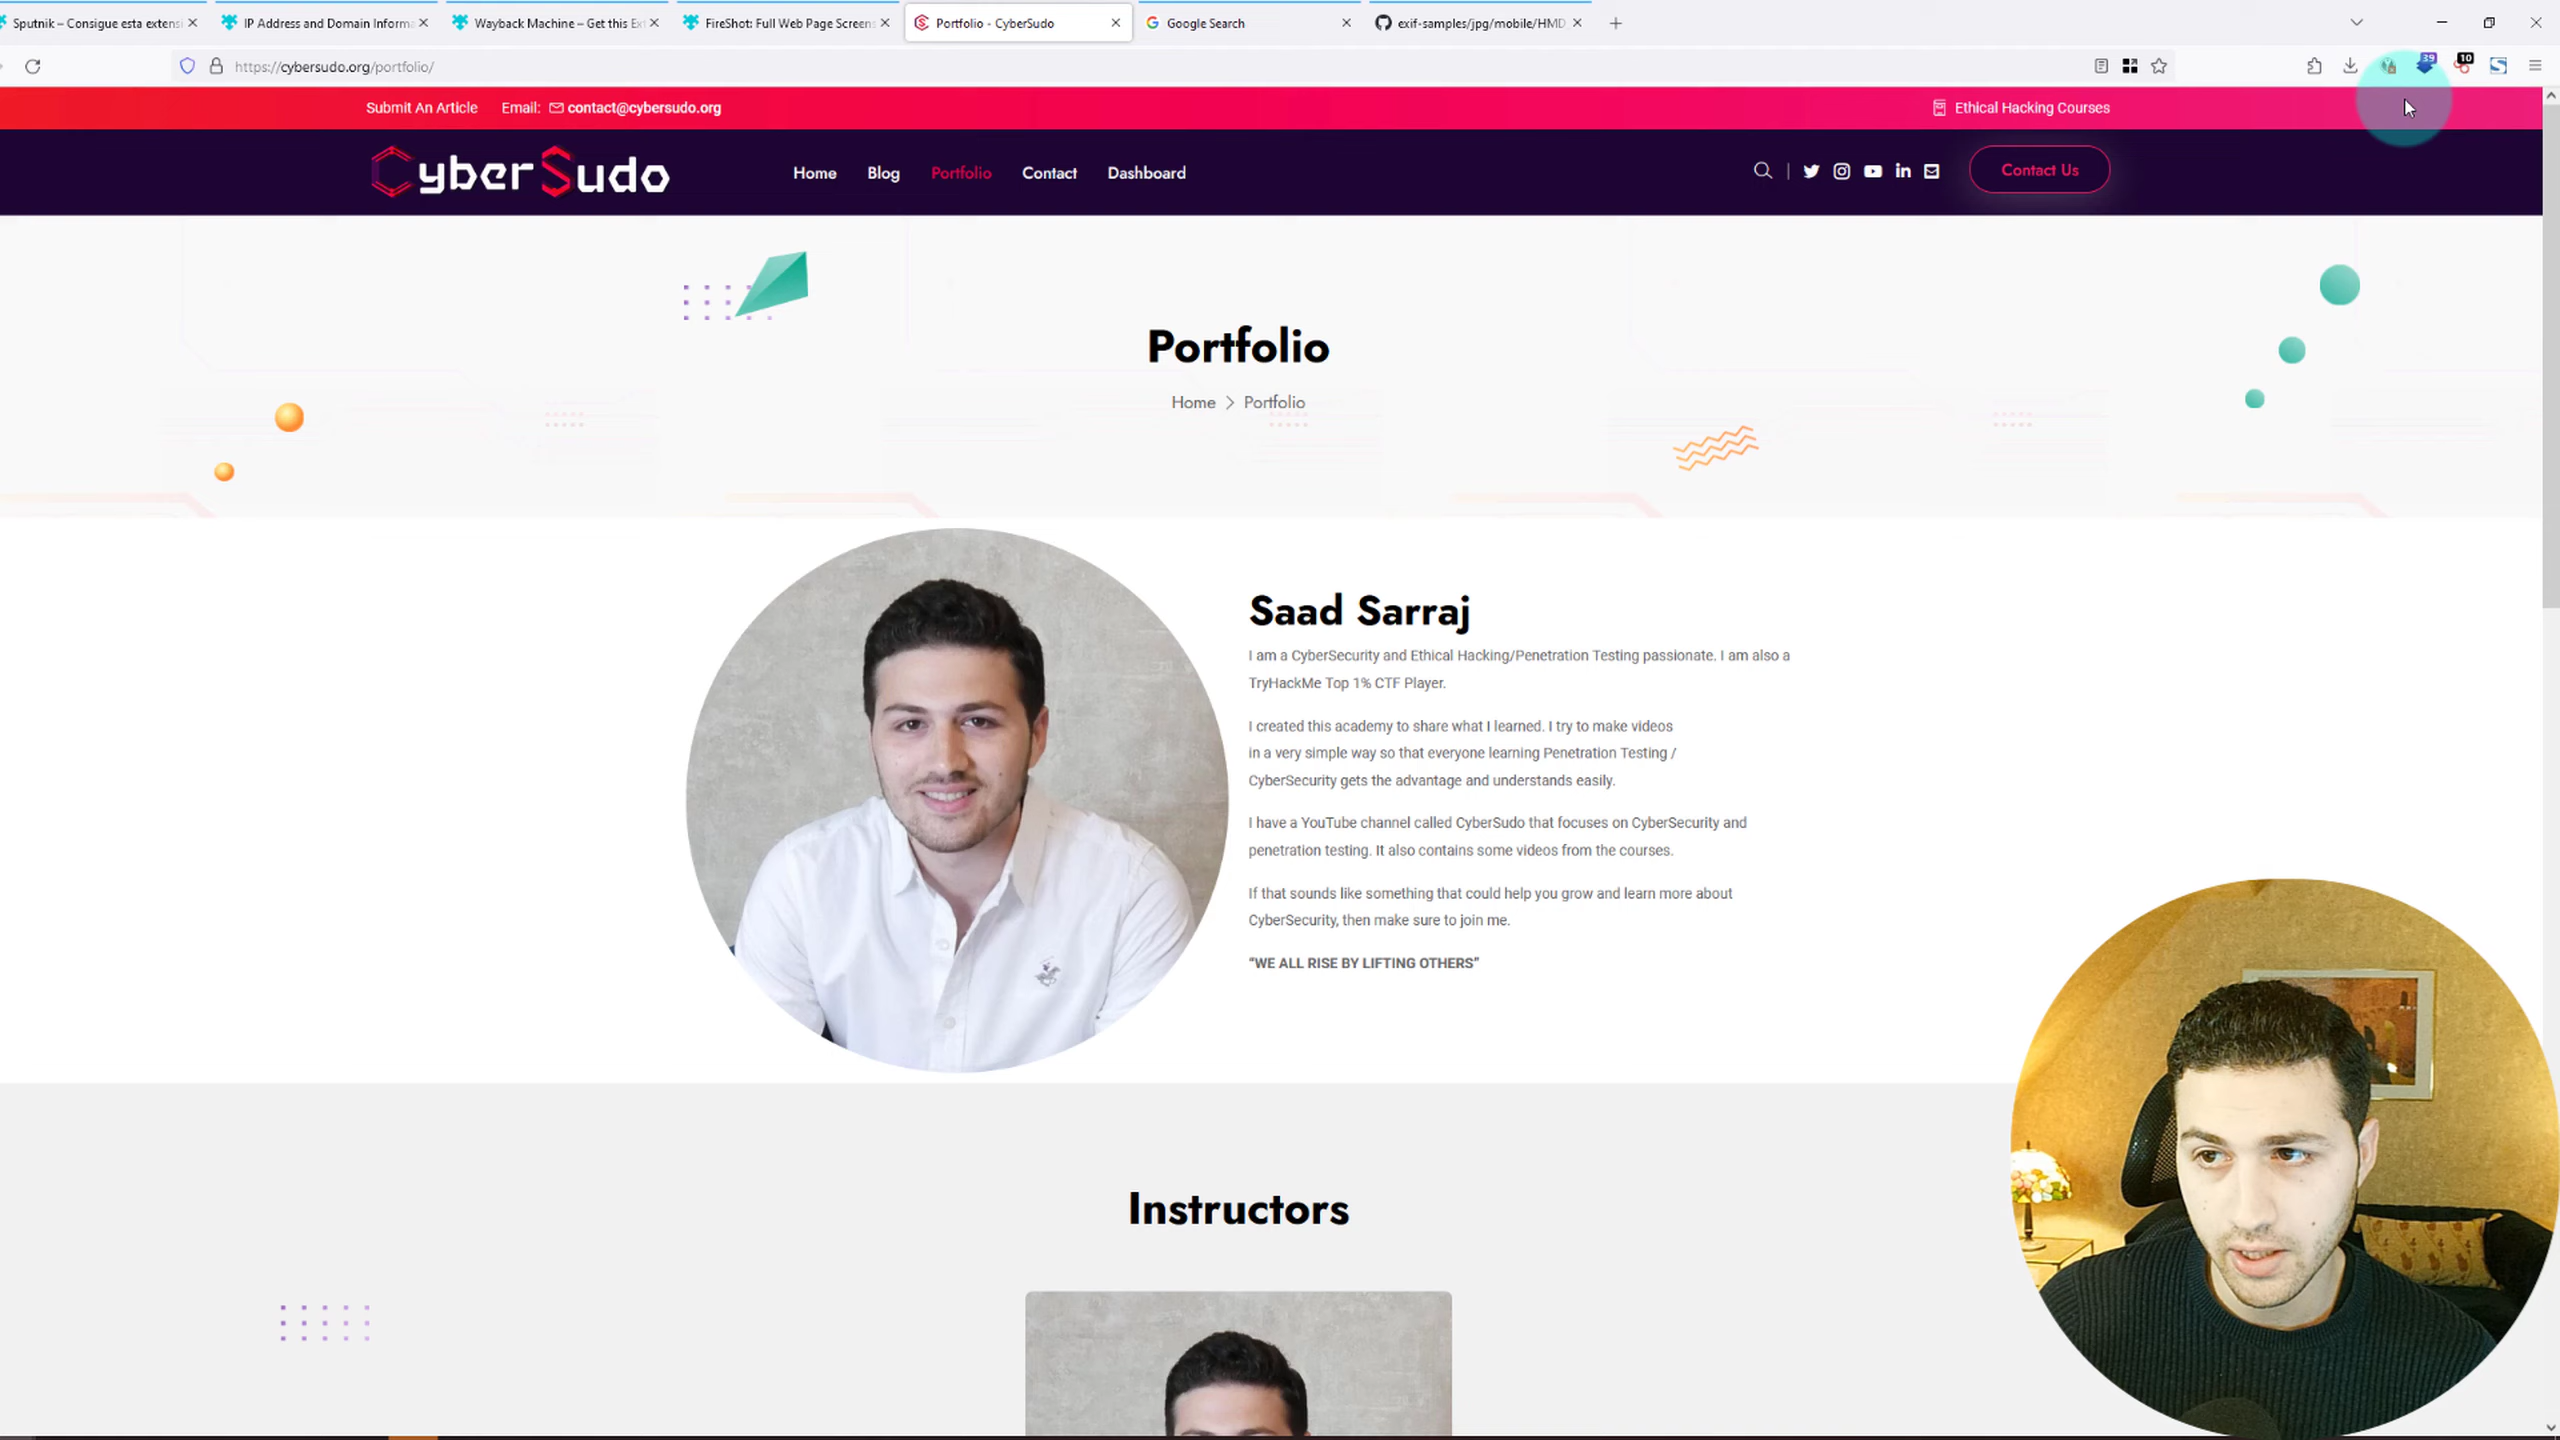 Sputnik – Consigue esta extens
IP Address and Domain Informa
Wayback Machine – Get this Ex
FireShot: Full Web Page Screens
Portfolio - CyberSudo
Google Search
exif-samples/jpg/mobile/HMD_
https://cybersudo.org/portfolio/
39
10
Submit An Article
Email: contact@cybersudo.org
Ethical Hacking Courses
CyberSudo
Home
Blog
Portfolio
Contact
Dashboard
Contact Us
Portfolio
Home > Portfolio
Saad Sarraj
I am a CyberSecurity and Ethical Hacking/Penetration Testing passionate. I am also a
TryHackMe Top 1% CTF Player.
I created this academy to share what I learned. I try to make videos
in a very simple way so that everyone learning Penetration Testing /
CyberSecurity gets the advantage and understands easily.
I have a YouTube channel called CyberSudo that focuses on CyberSecurity and
penetration testing. It also contains some videos from the courses.
If that sounds like something that could help you grow and learn more about
CyberSecurity, then make sure to join me.
“WE ALL RISE BY LIFTING OTHERS”
Instructors